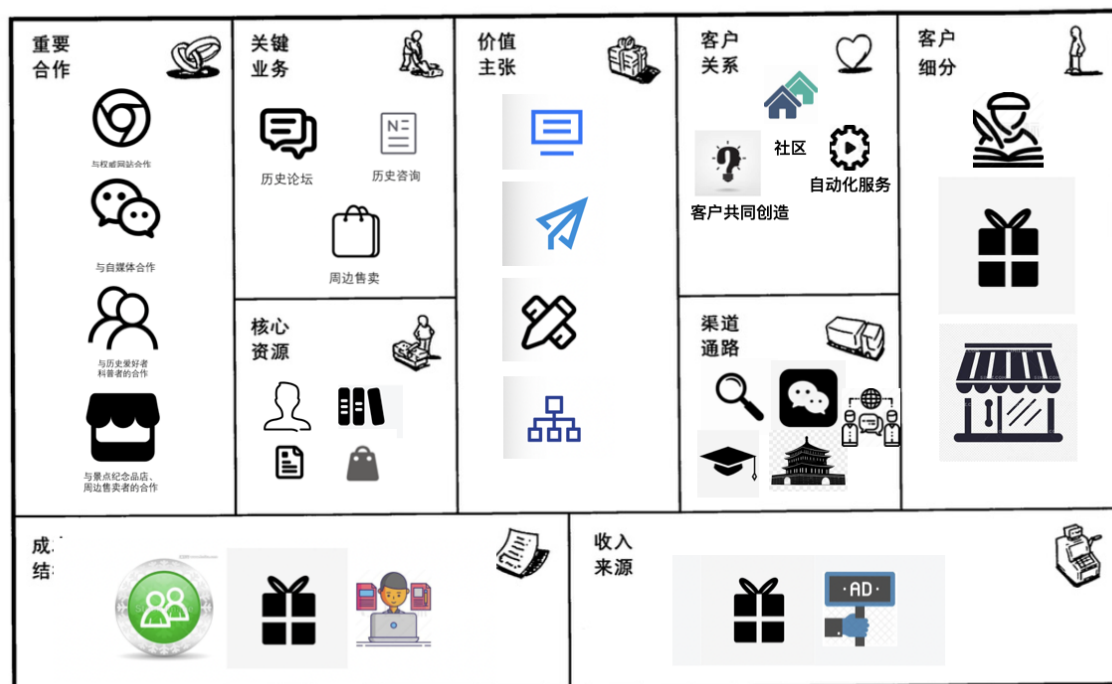 重要
合作
与权威网站合作
与自媒体合作
与历史爱好者
科普者的合作
与景点纪念品店、
周边售卖者的合作
关键
业务
历史论坛
NE
历史咨询
周边售卖
核心
资源
价值
主张
客户
关系
社区
自动化服务
客户共同创造
渠道
通路
客户
细分
成
结
收入
来源
·AD·